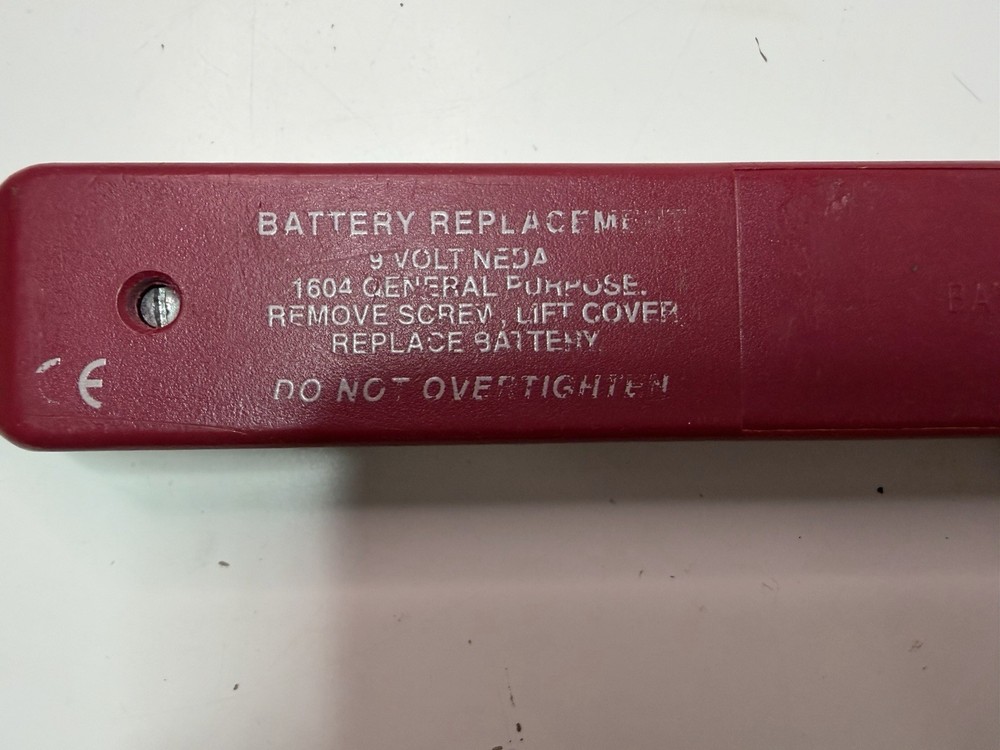 BATTERY REPLACEMENT
9 VOLT NEDA
1604 GENERAL PURPOSE.
REMOVE SCREW, LIFT COVER
REPLACE BATTERY
DO NOT OVERTIGHTEN
CE